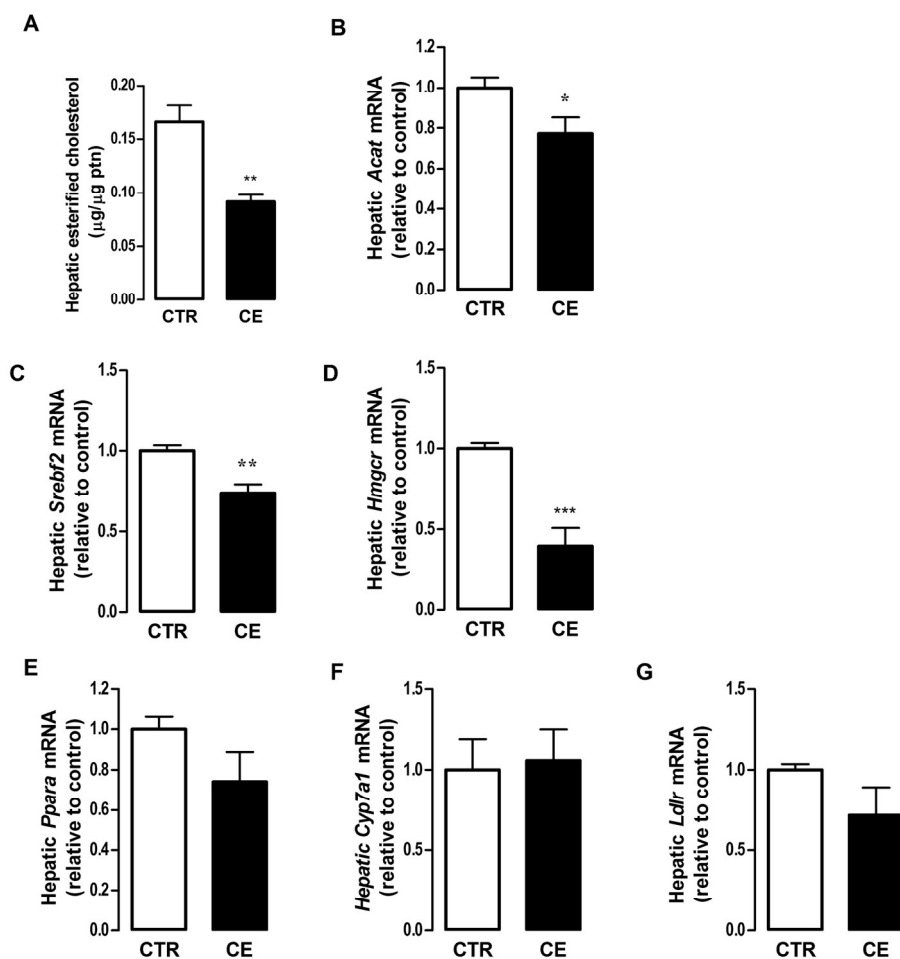 A
Hepatic esterified cholesterol
(µg/µg ptn)
0.20
0.15
0.10
0.05
0.00
**
CTR CE
B
Hepatic Acat mRNA
(relative to control)
1.2
1.0
0.8
0.6
0.4
0.2
0.0
*
CTR CE
C
Hepatic Srebf2 mRNA
(relative to control)
1.5
1.0
0.5
0.0
**
CTR CE
D
Hepatic Hmgcr mRNA
(relative to control)
1.5
1.0
0.5
0.0
***
CTR CE
E
Hepatic Ppara mRNA
(relative to control)
1.2
1.0
0.8
0.6
0.4
0.2
0.0
CTR CE
F
Hepatic Cyp7a1 mRNA
(relative to control)
1.5
1.0
0.5
0.0
CTR CE
G
Hepatic Ldlr mRNA
(relative to control)
1.5
1.0
0.5
0.0
CTR CE